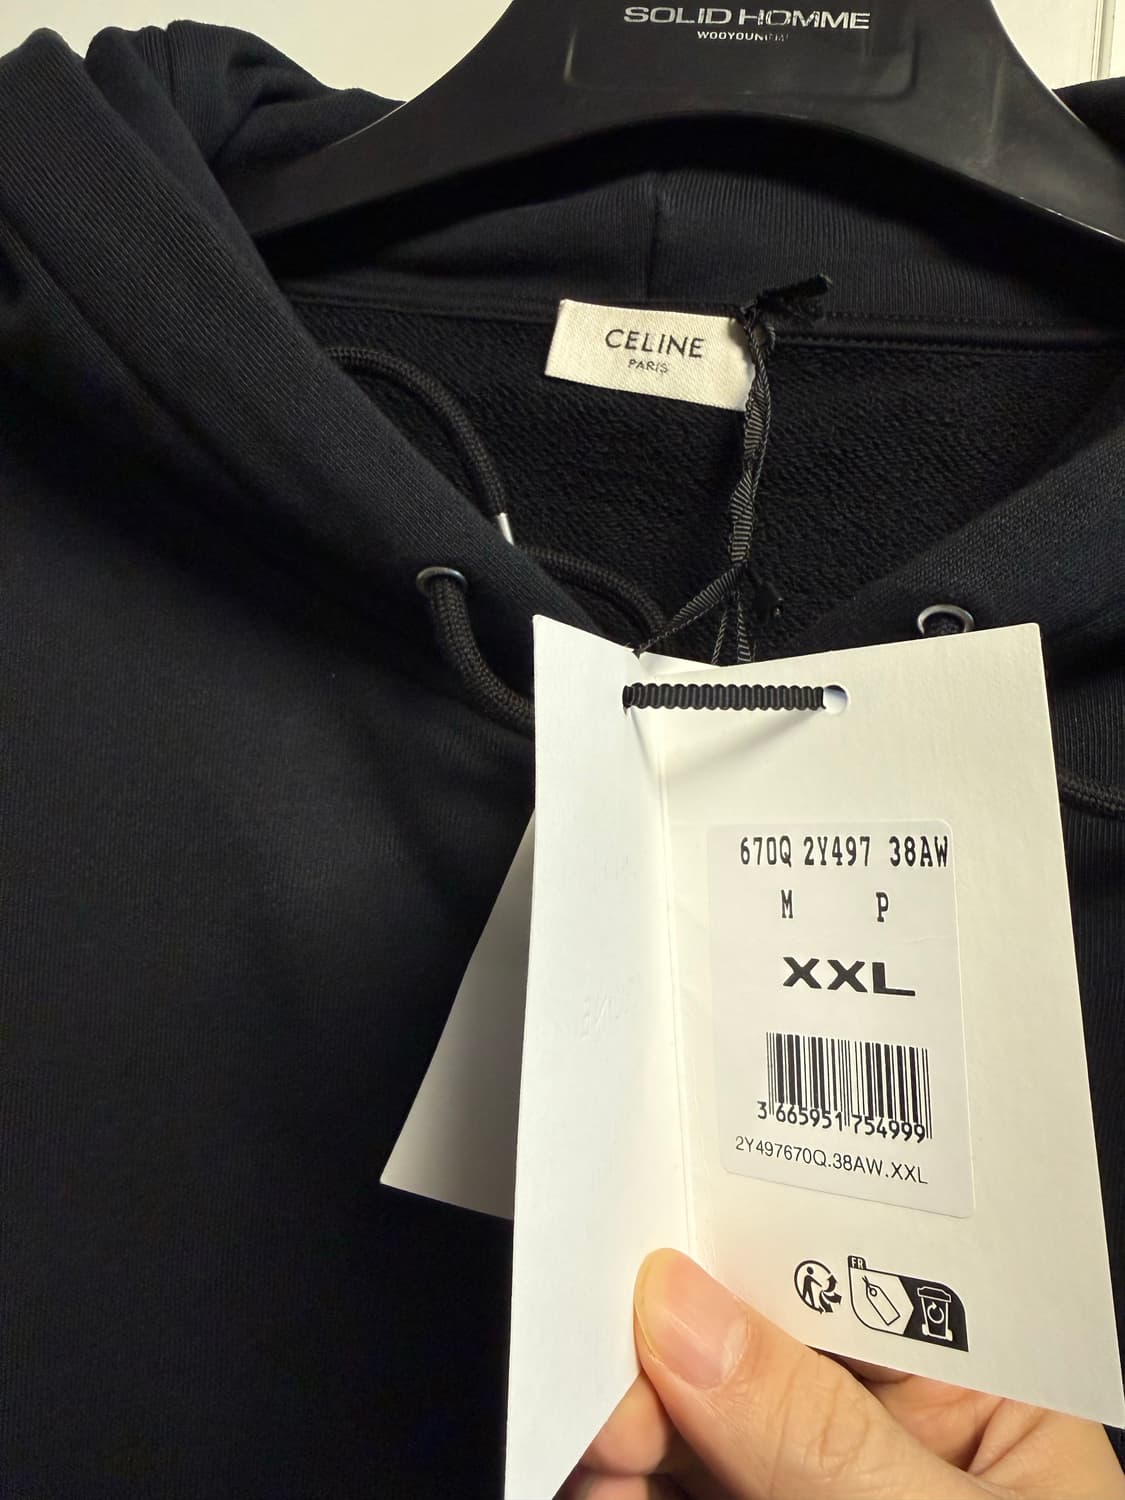 SOLID HOMME
CELINE
PARIS
670Q 2Y497 38AW
M P
XXL
3 665951 754999
2Y497670Q.38AW.XXL
FR